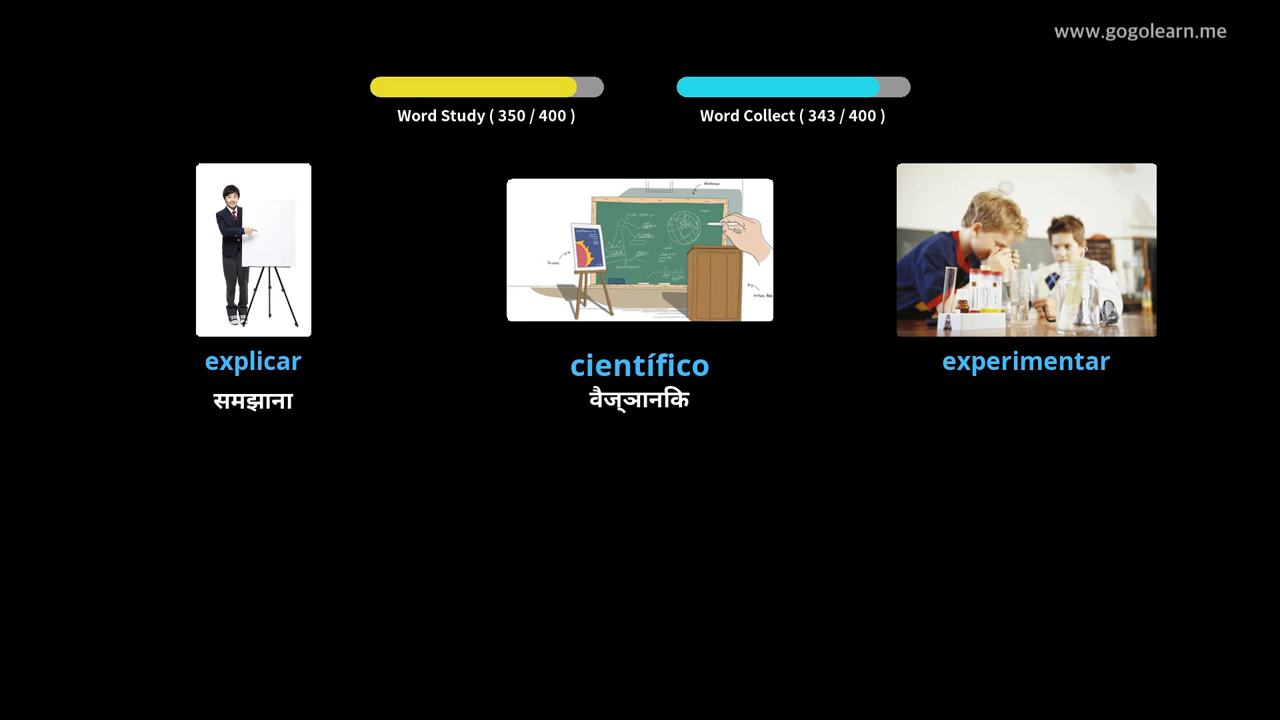 www.gogolearn.me
Word Study ( 350 / 400 )
Word Collect ( 343 / 400 )
explicar
científico
experimentar
समझाना
वैज्ञानकि